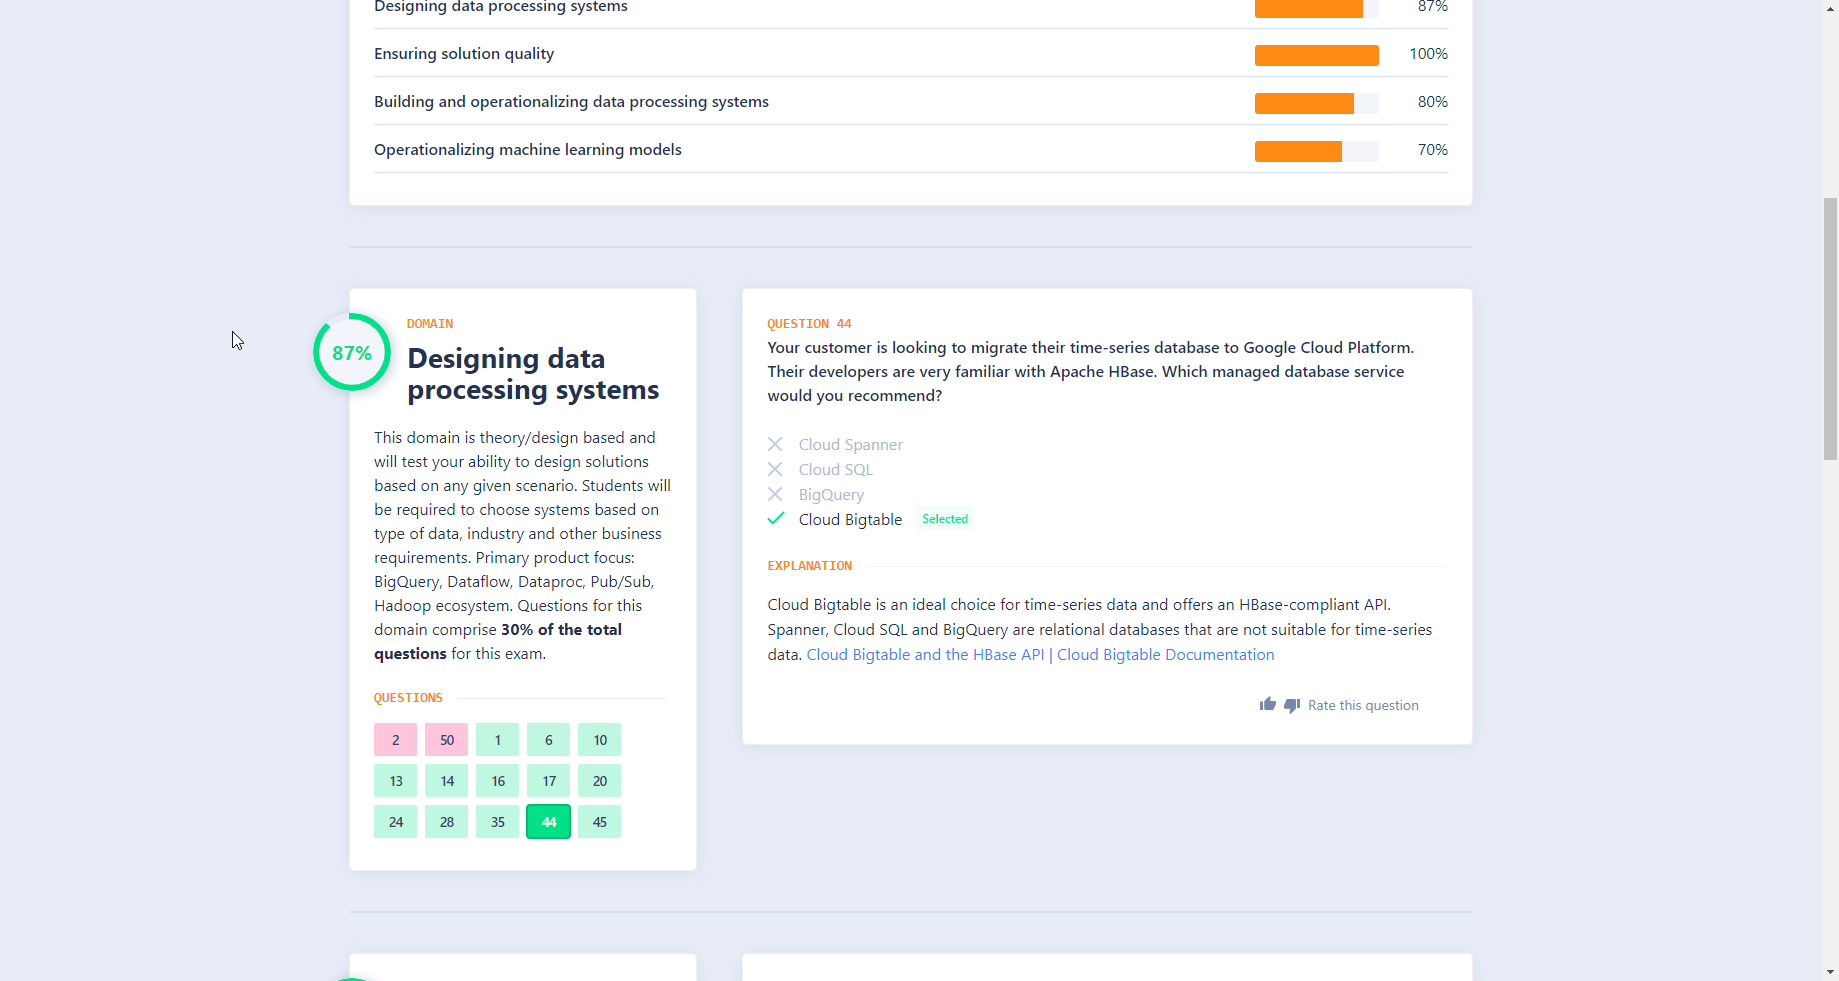 Designing data processing systems 87%
Ensuring solution quality 100%
Building and operationalizing data processing systems 80%
Operationalizing machine learning models 70%
87%
DOMAIN
Designing data
processing systems
This domain is theory/design based and
will test your ability to design solutions
based on any given scenario. Students will
be required to choose systems based on
type of data, industry and other business
requirements. Primary product focus:
BigQuery, Dataflow, Dataproc, Pub/Sub,
Hadoop ecosystem. Questions for this
domain comprise 30% of the total
questions for this exam.
QUESTIONS
2 50 1 6 10
13 14 16 17 20
24 28 35 44 45
QUESTION 44
Your customer is looking to migrate their time-series database to Google Cloud Platform.
Their developers are very familiar with Apache HBase. Which managed database service
would you recommend?
Cloud Spanner
Cloud SQL
BigQuery
Cloud Bigtable Selected
EXPLANATION
Cloud Bigtable is an ideal choice for time-series data and offers an HBase-compliant API.
Spanner, Cloud SQL and BigQuery are relational databases that are not suitable for time-series
data. Cloud Bigtable and the HBase API | Cloud Bigtable Documentation
Rate this question